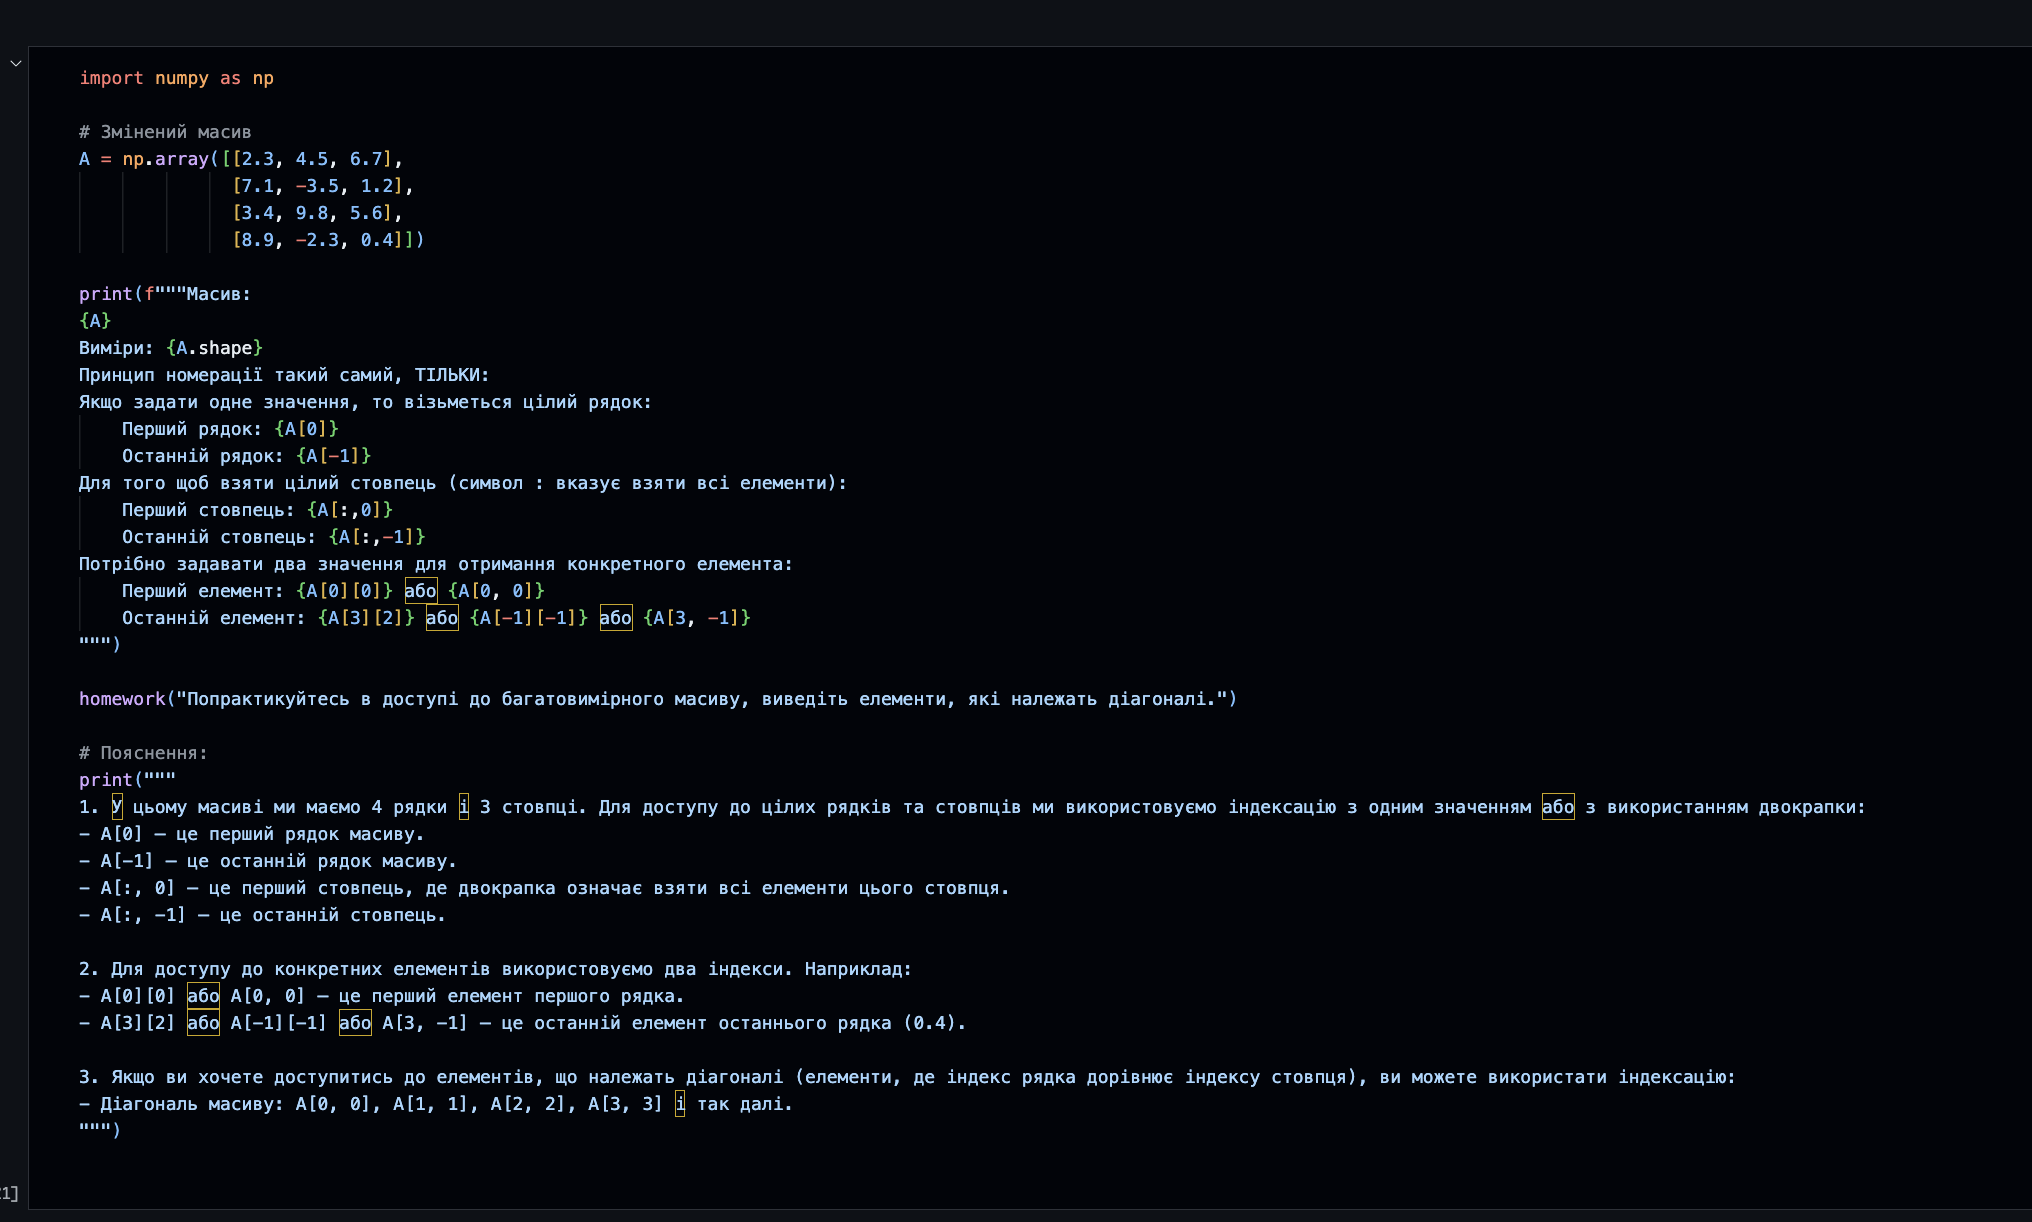 import numpy as np
# Змінений масив
A = np.array([[2.3, 4.5, 6.7],
[7.1, -3.5, 1.2],
[3.4, 9.8, 5.6],
[8.9, -2.3, 0.4]])
print(f"""Масив:
{A}
Виміри: {A.shape}
Принцип номерації такий самий, ТІЛЬКИ:
Якщо задати одне значення, то візьметься цілий рядок:
Перший рядок: {A[0]}
Останній рядок: {A[-1]}
Для того щоб взяти цілий стовпець (символ : вказує взяти всі елементи):
Перший стовпець: {A[:,0]}
Останній стовпець: {A[:,-1]}
Потрібно задавати два значення для отримання конкретного елемента:
Перший елемент: {A[0][0]} або {A[0, 0]}
Останній елемент: {A[3][2]} або {A[-1][-1]} або {A[3, -1]}
""")
homework("Попрактикуйтесь в доступі до багатовимірного масиву, виведіть елементи, які належать діагоналі.")
# Пояснення:
print("""
1. У цьому масиві ми маємо 4 рядки і 3 стовпці. Для доступу до цілих рядків та стовпців ми використовуємо індексацію з одним значенням або з використанням двокрапки:
- A[0] — це перший рядок масиву.
- A[-1] — це останній рядок масиву.
- A[:, 0] — це перший стовпець, де двокрапка означає взяти всі елементи цього стовпця.
- A[:, -1] — це останній стовпець.
2. Для доступу до конкретних елементів використовуємо два індекси. Наприклад:
- A[0][0] або A[0, 0] — це перший елемент першого рядка.
- A[3][2] або A[-1][-1] або A[3, -1] — це останній елемент останнього рядка (0.4).
3. Якщо ви хочете доступитись до елементів, що належать діагоналі (елементи, де індекс рядка дорівнює індексу стовпця), ви можете використати індексацію:
- Діагональ масиву: A[0, 0], A[1, 1], A[2, 2], A[3, 3] і так далі.
""")
1]